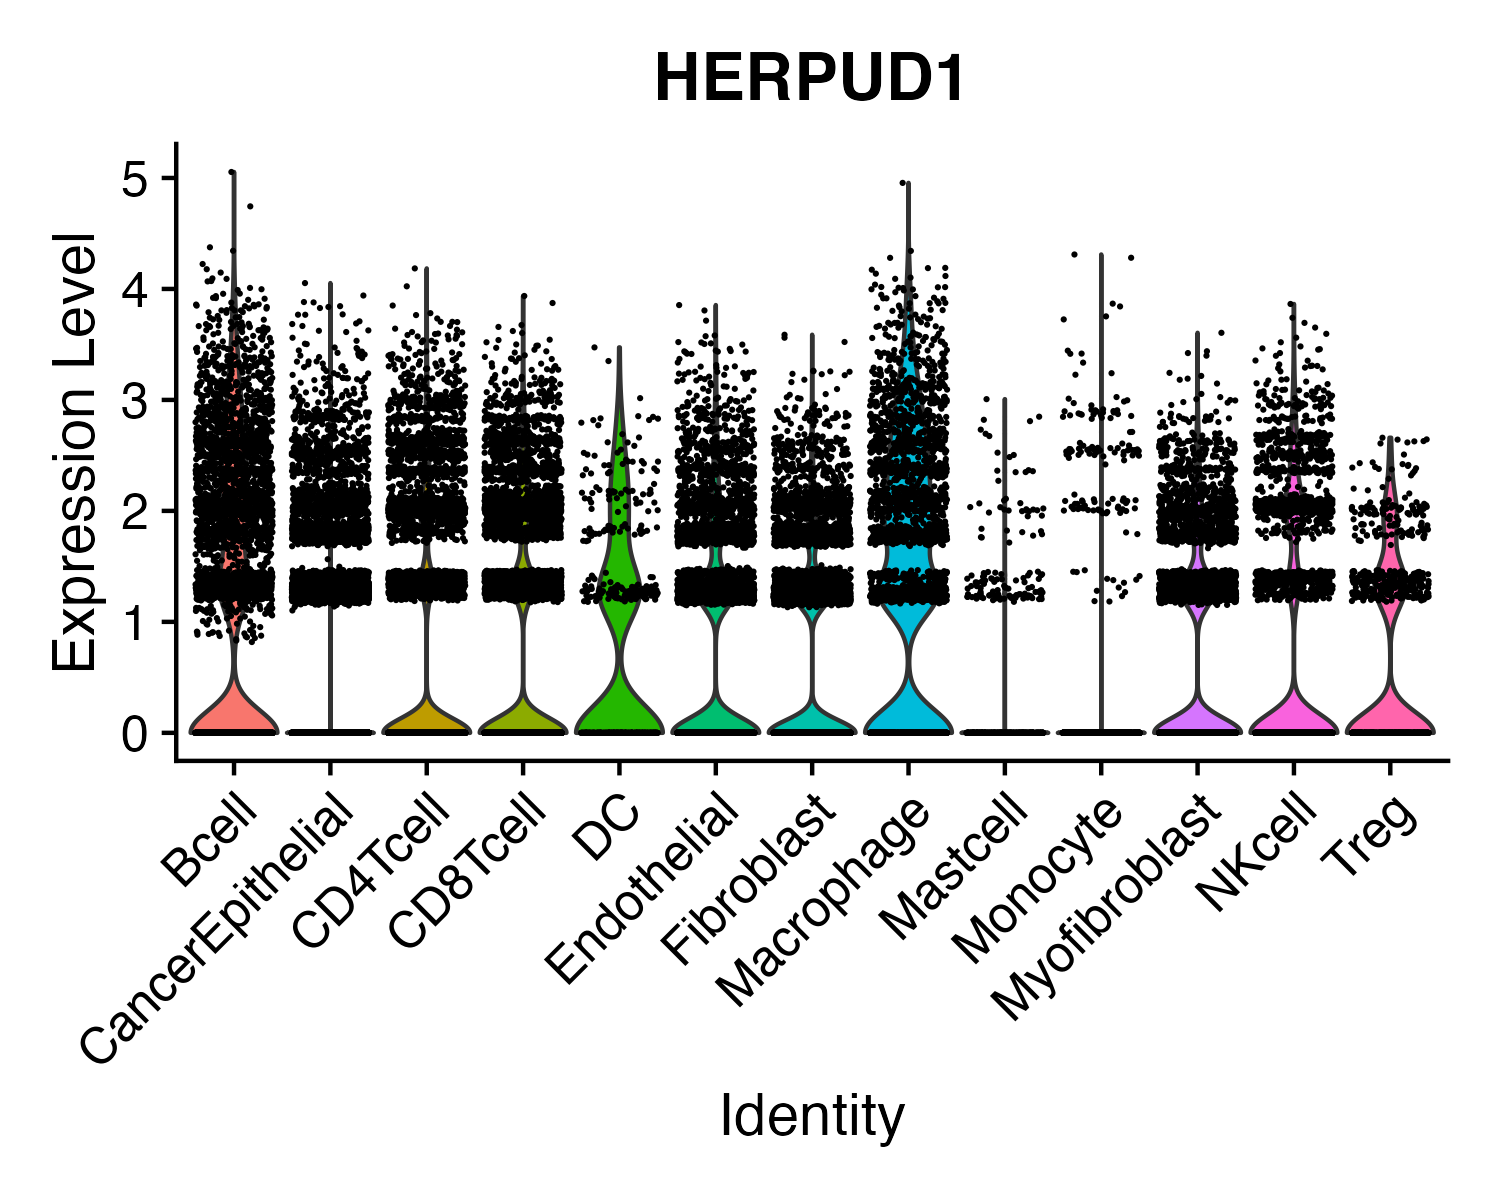 HERPUD1
Expression Level
5
4
3
2
1
0
Bcell
CancerEpithelial
CD4Tcell
CD8Tcell
DC
Endothelial
Fibroblast
Macrophage
Mastcell
Monocyte
Myofibroblast
NKcell
Treg
Identity